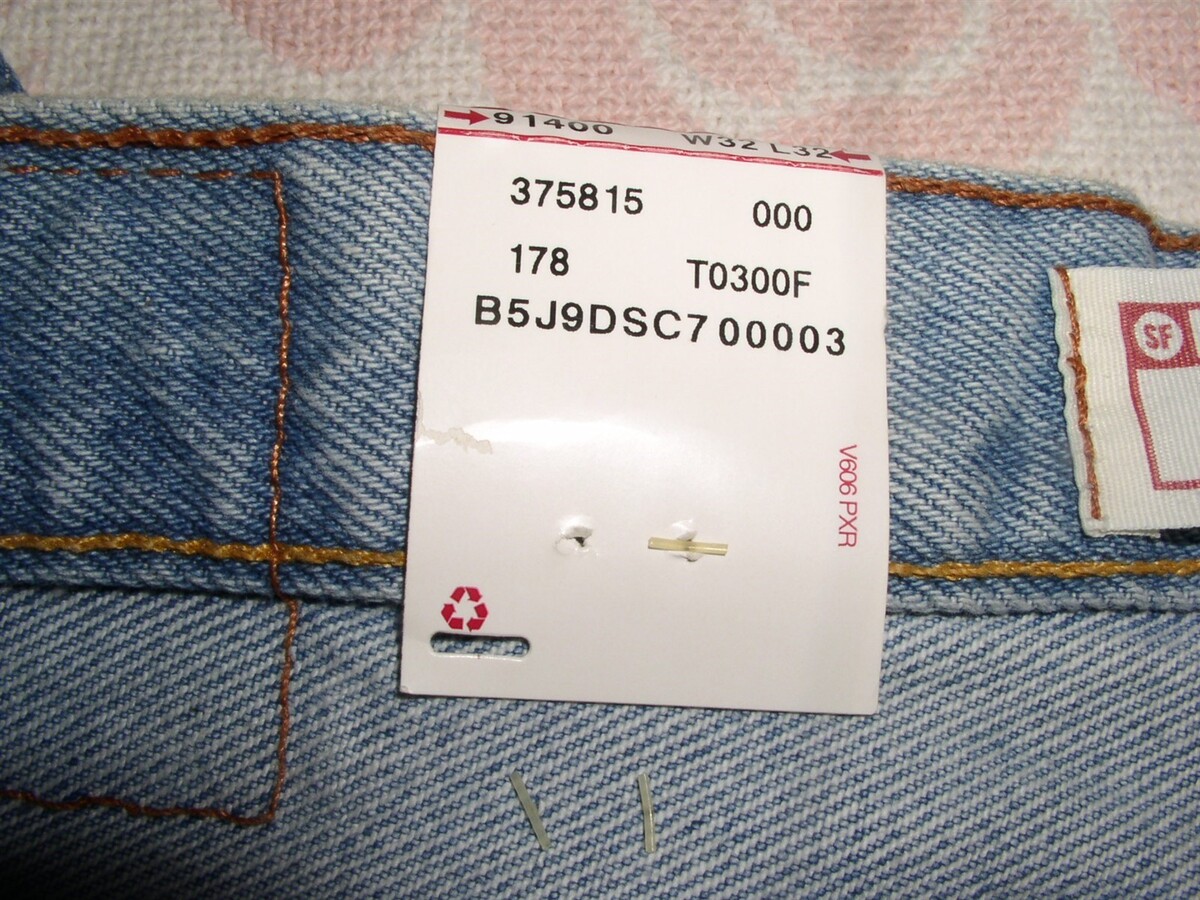 91400 W32 L32
375815 000
178 T0300F
B5J9DSC700003
V606 PXR
SF